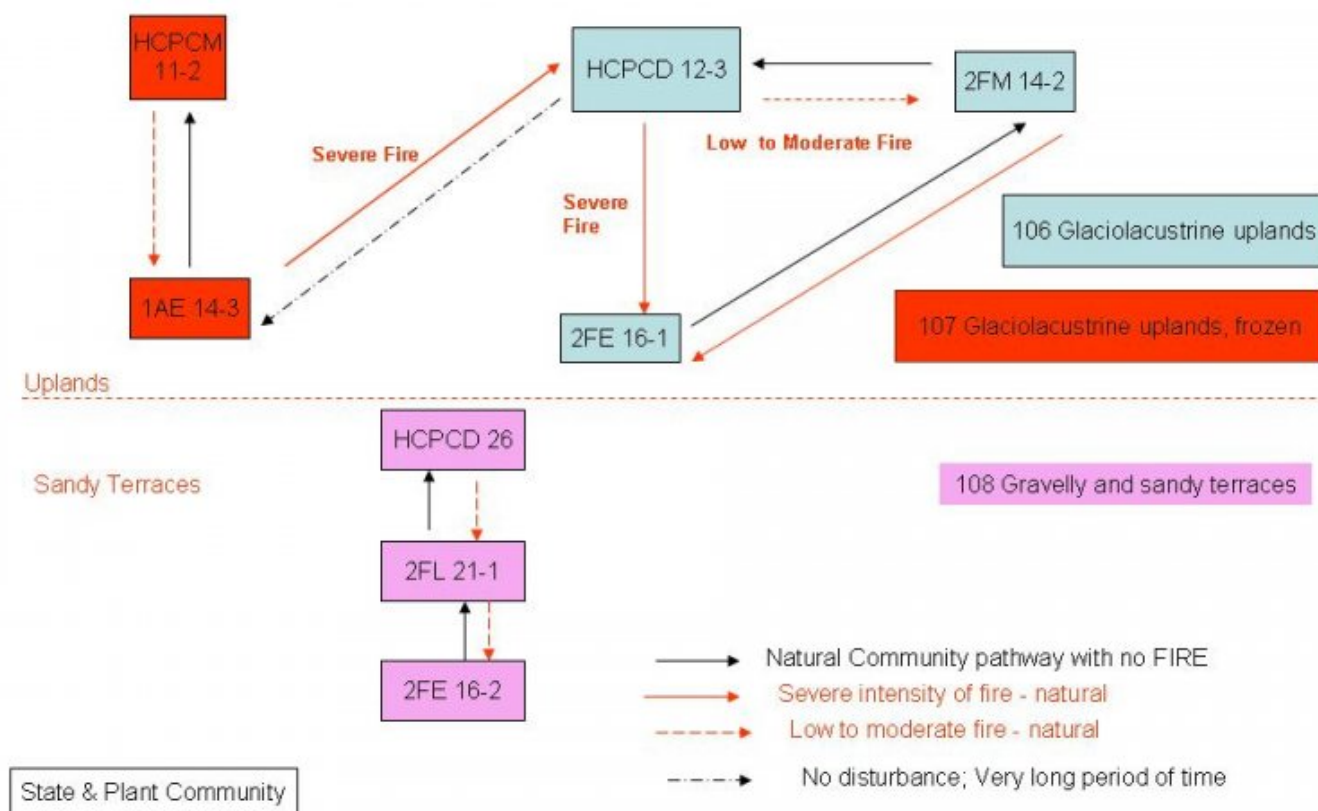 HCPCM
11-2
HCPCD 12-3
2FM 14-2
Severe Fire
Low to Moderate Fire
Severe
Fire
106 Glaciolacustrine uplands
1AE 14-3
2FE 16-1
107 Glaciolacustrine uplands, frozen
Uplands
HCPCD 26
Sandy Terraces
108 Gravelly and sandy terraces
2FL 21-1
2FE 16-2
Natural Community pathway with no FIRE
Severe intensity of fire - natural
Low to moderate fire - natural
No disturbance; Very long period of time
State & Plant Community